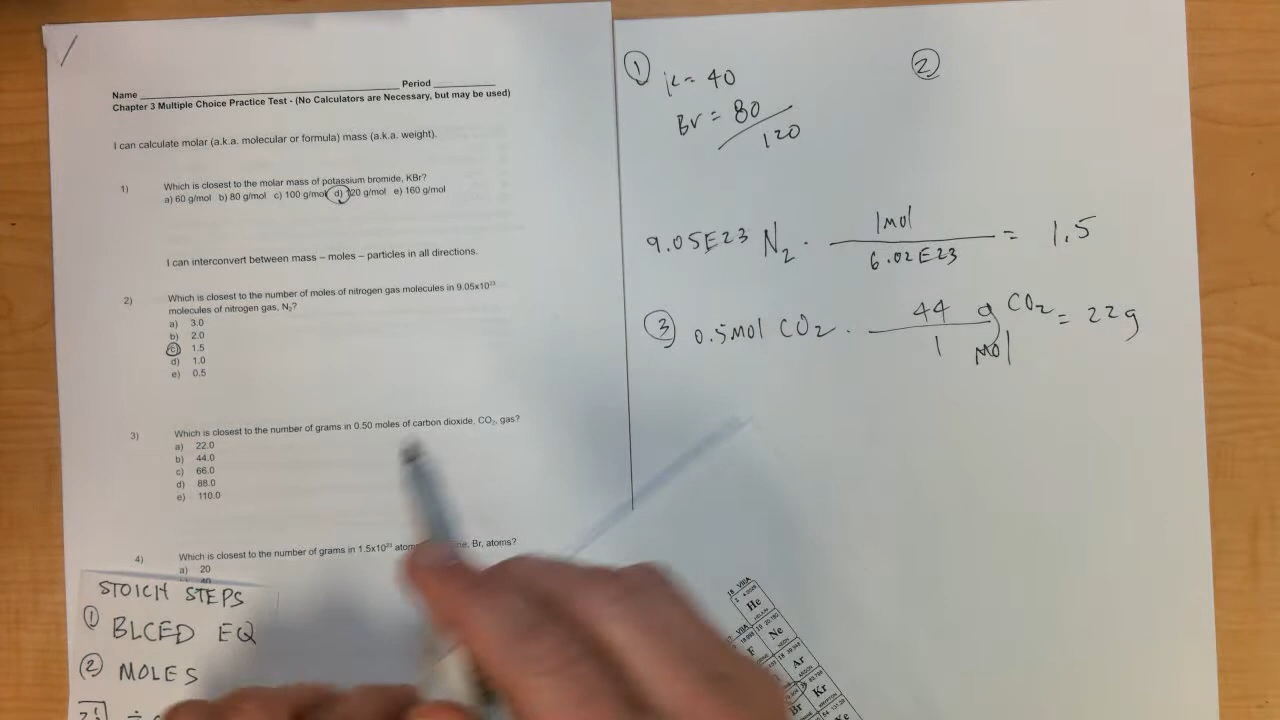 Name Period
Chapter 3 Multiple Choice Practice Test - (No Calculators are Necessary, but may be used)
I can calculate molar (a.k.a. molecular or formula) mass (a.k.a. weight).
1) Which is closest to the molar mass of potassium bromide, KBr?
a) 60 g/mol b) 80 g/mol c) 100 g/mol d) 120 g/mol e) 160 g/mol
I can interconvert between mass – moles – particles in all directions.
2) Which is closest to the number of moles of nitrogen gas molecules in 9.05x10²³
molecules of nitrogen gas, N₂?
a) 3.0
b) 2.0
c) 1.5
d) 1.0
e) 0.5
3) Which is closest to the number of grams in 0.50 moles of carbon dioxide, CO₂, gas?
a) 22.0
b) 44.0
c) 66.0
d) 88.0
e) 110.0
4) Which is closest to the number of grams in 1.5x10²³ Br, atoms?
a) 20
STOICH STEPS
① BLCED EQ
② MOLES
① K = 40
Br = 80
120
②
9.05E23 N₂ · 1mol = 1.5
6.02E23
③ 0.5mol CO₂ · 44 g CO₂ = 22g
1 mol
He
Ne
F
Ar
Kr
Br